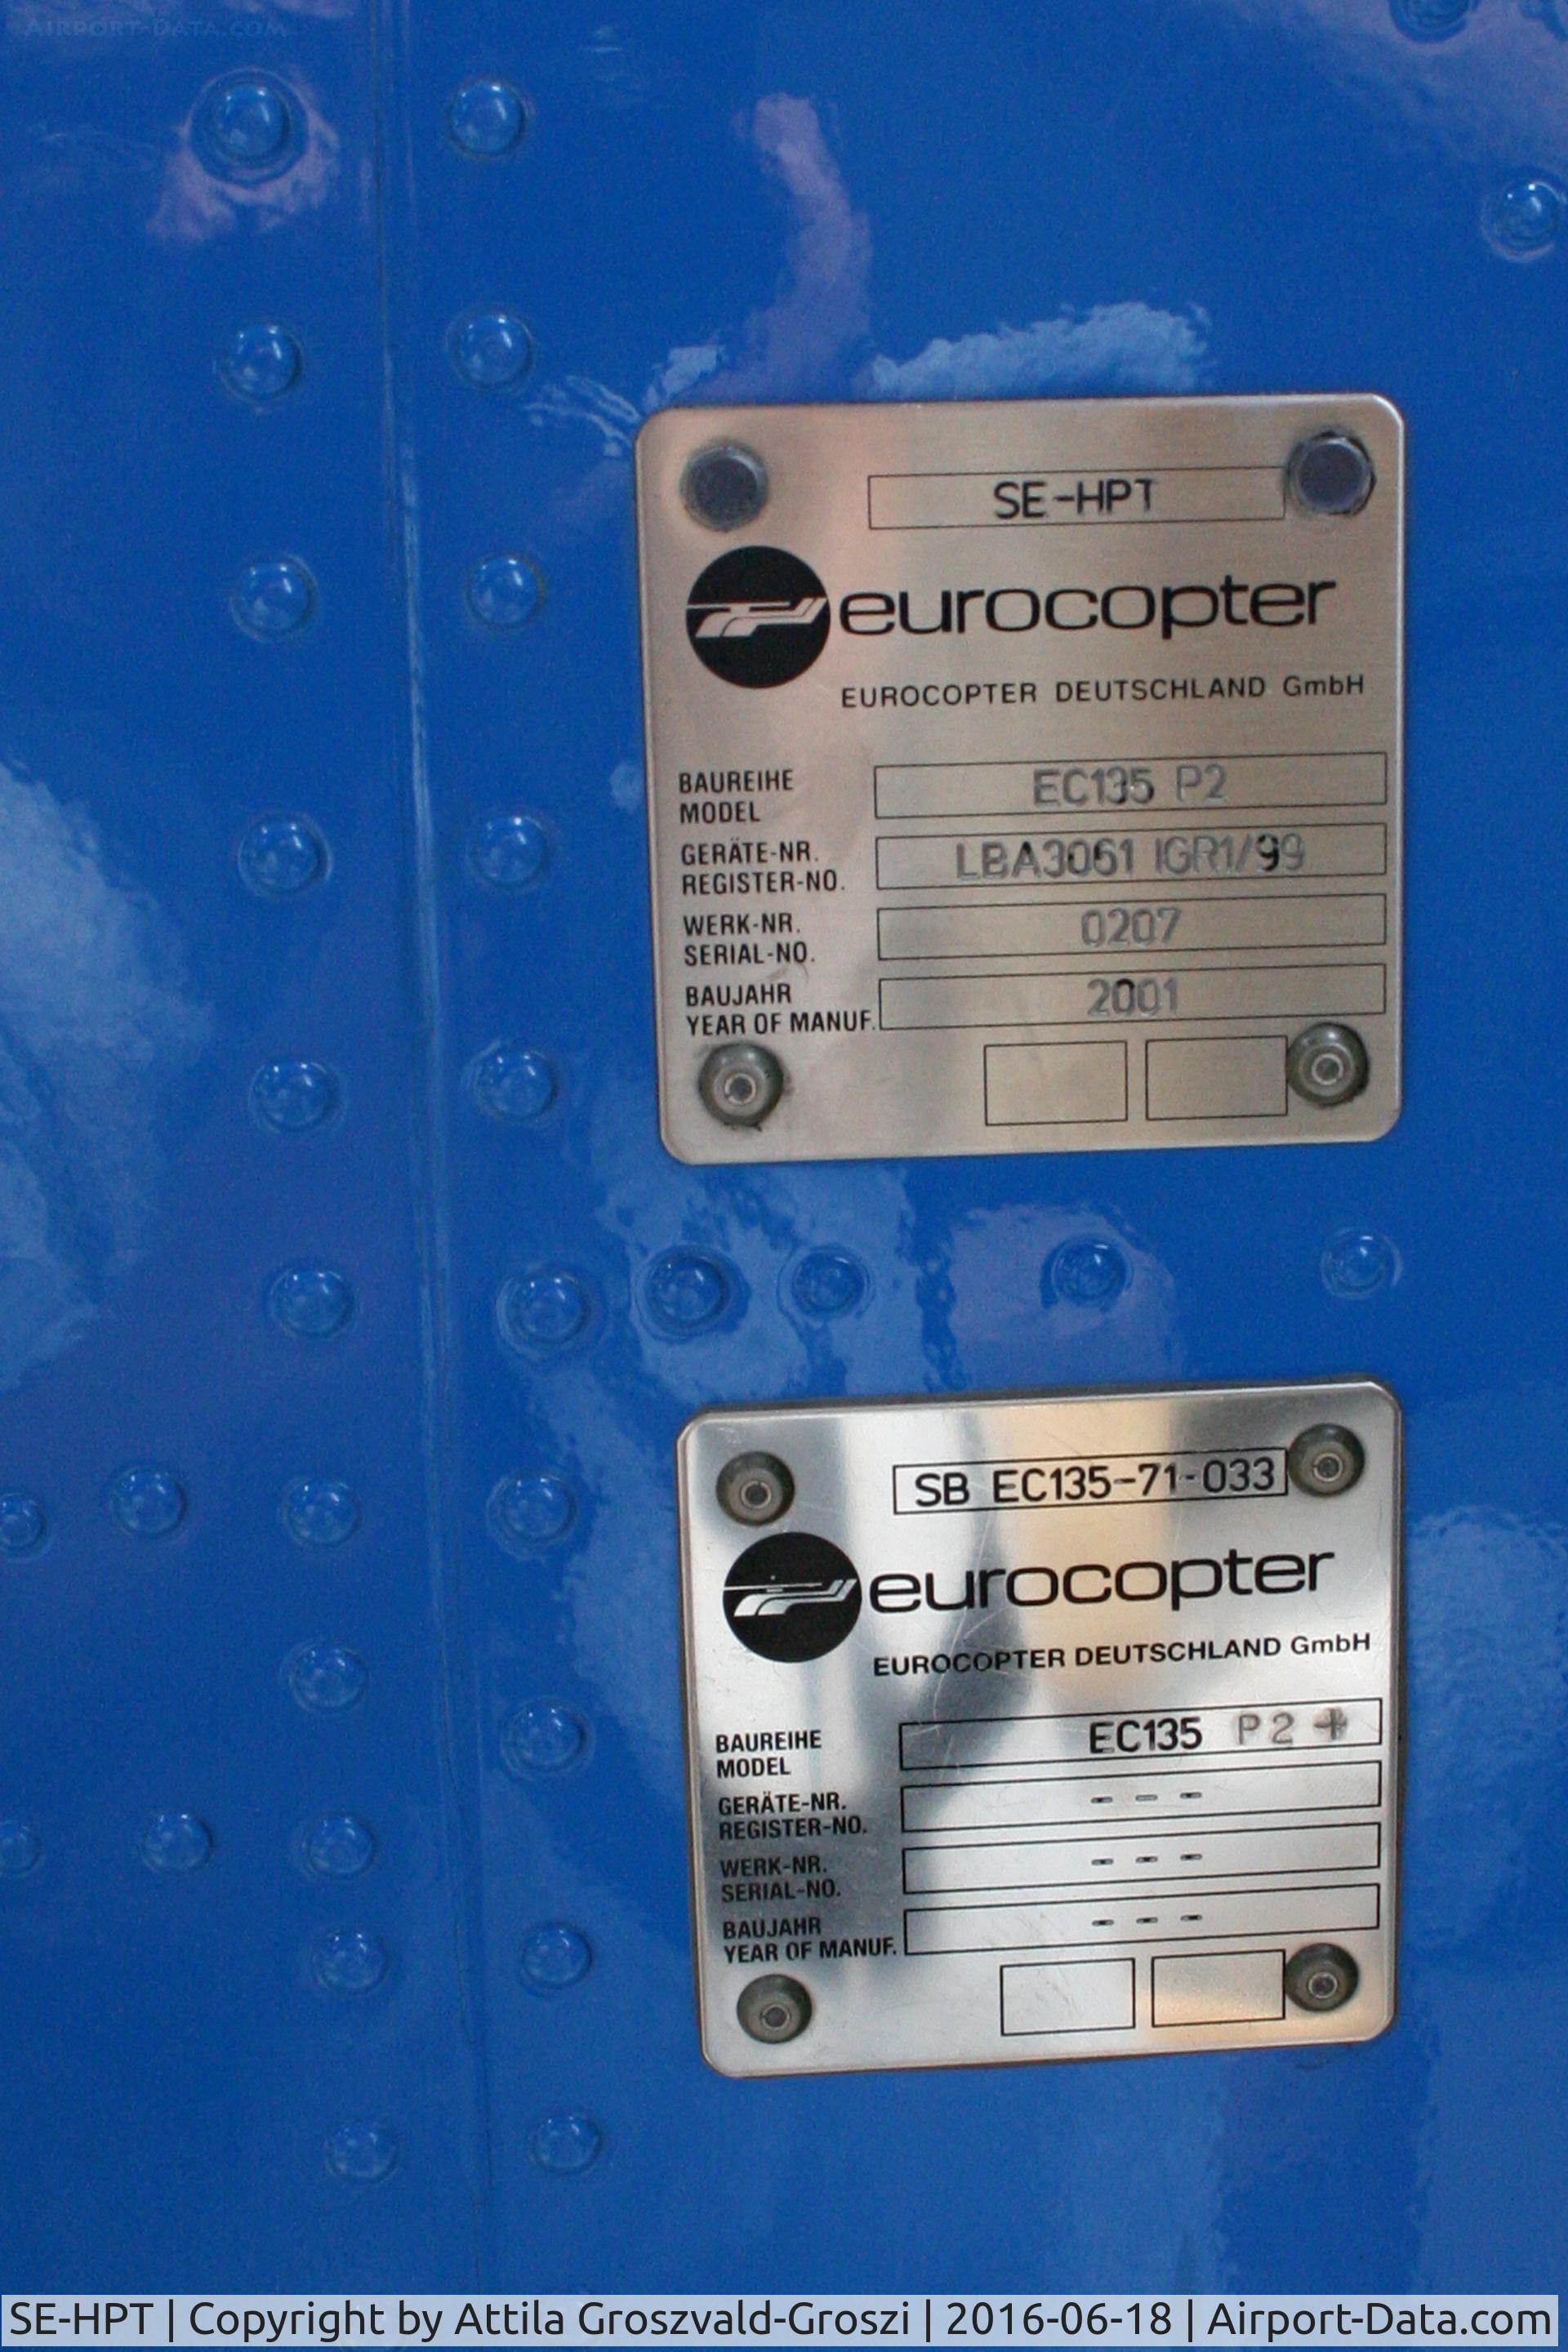 AIRPORT-DATA.COM
SE-HPT
eurocopter
EUROCOPTER DEUTSCHLAND GmbH
BAUREIHE
MODEL
EC135 P2
GERÄTE-NR.
REGISTER-NO.
LBA3061 IGR1/99
WERK-NR.
SERIAL-NO.
0207
BAUJAHR
YEAR OF MANUF.
2001
SB EC135-71-033
eurocopter
EUROCOPTER DEUTSCHLAND GmbH
BAUREIHE
MODEL
EC135 P2+
GERÄTE-NR.
REGISTER-NO.
---
WERK-NR.
SERIAL-NO.
---
BAUJAHR
YEAR OF MANUF.
---
SE-HPT | Copyright by Attila Groszvald-Groszi | 2016-06-18 | Airport-Data.com